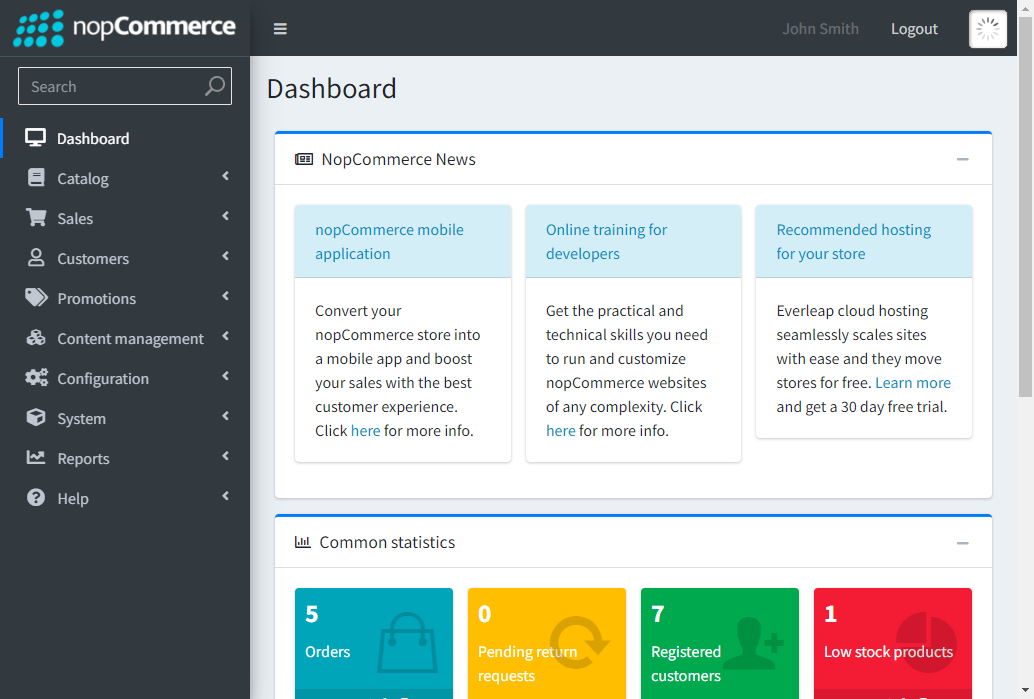 nopCommerce
John Smith
Logout
Search
Dashboard
Dashboard
Catalog
Sales
Customers
Promotions
Content management
Configuration
System
Reports
Help
NopCommerce News
nopCommerce mobile
application
Convert your
nopCommerce store into
a mobile app and boost
your sales with the best
customer experience.
Click here for more info.
Online training for
developers
Get the practical and
technical skills you need
to run and customize
nopCommerce websites
of any complexity. Click
here for more info.
Recommended hosting
for your store
Everleap cloud hosting
seamlessly scales sites
with ease and they move
stores for free. Learn more
and get a 30 day free trial.
Common statistics
5
Orders
0
Pending return
requests
7
Registered
customers
1
Low stock products